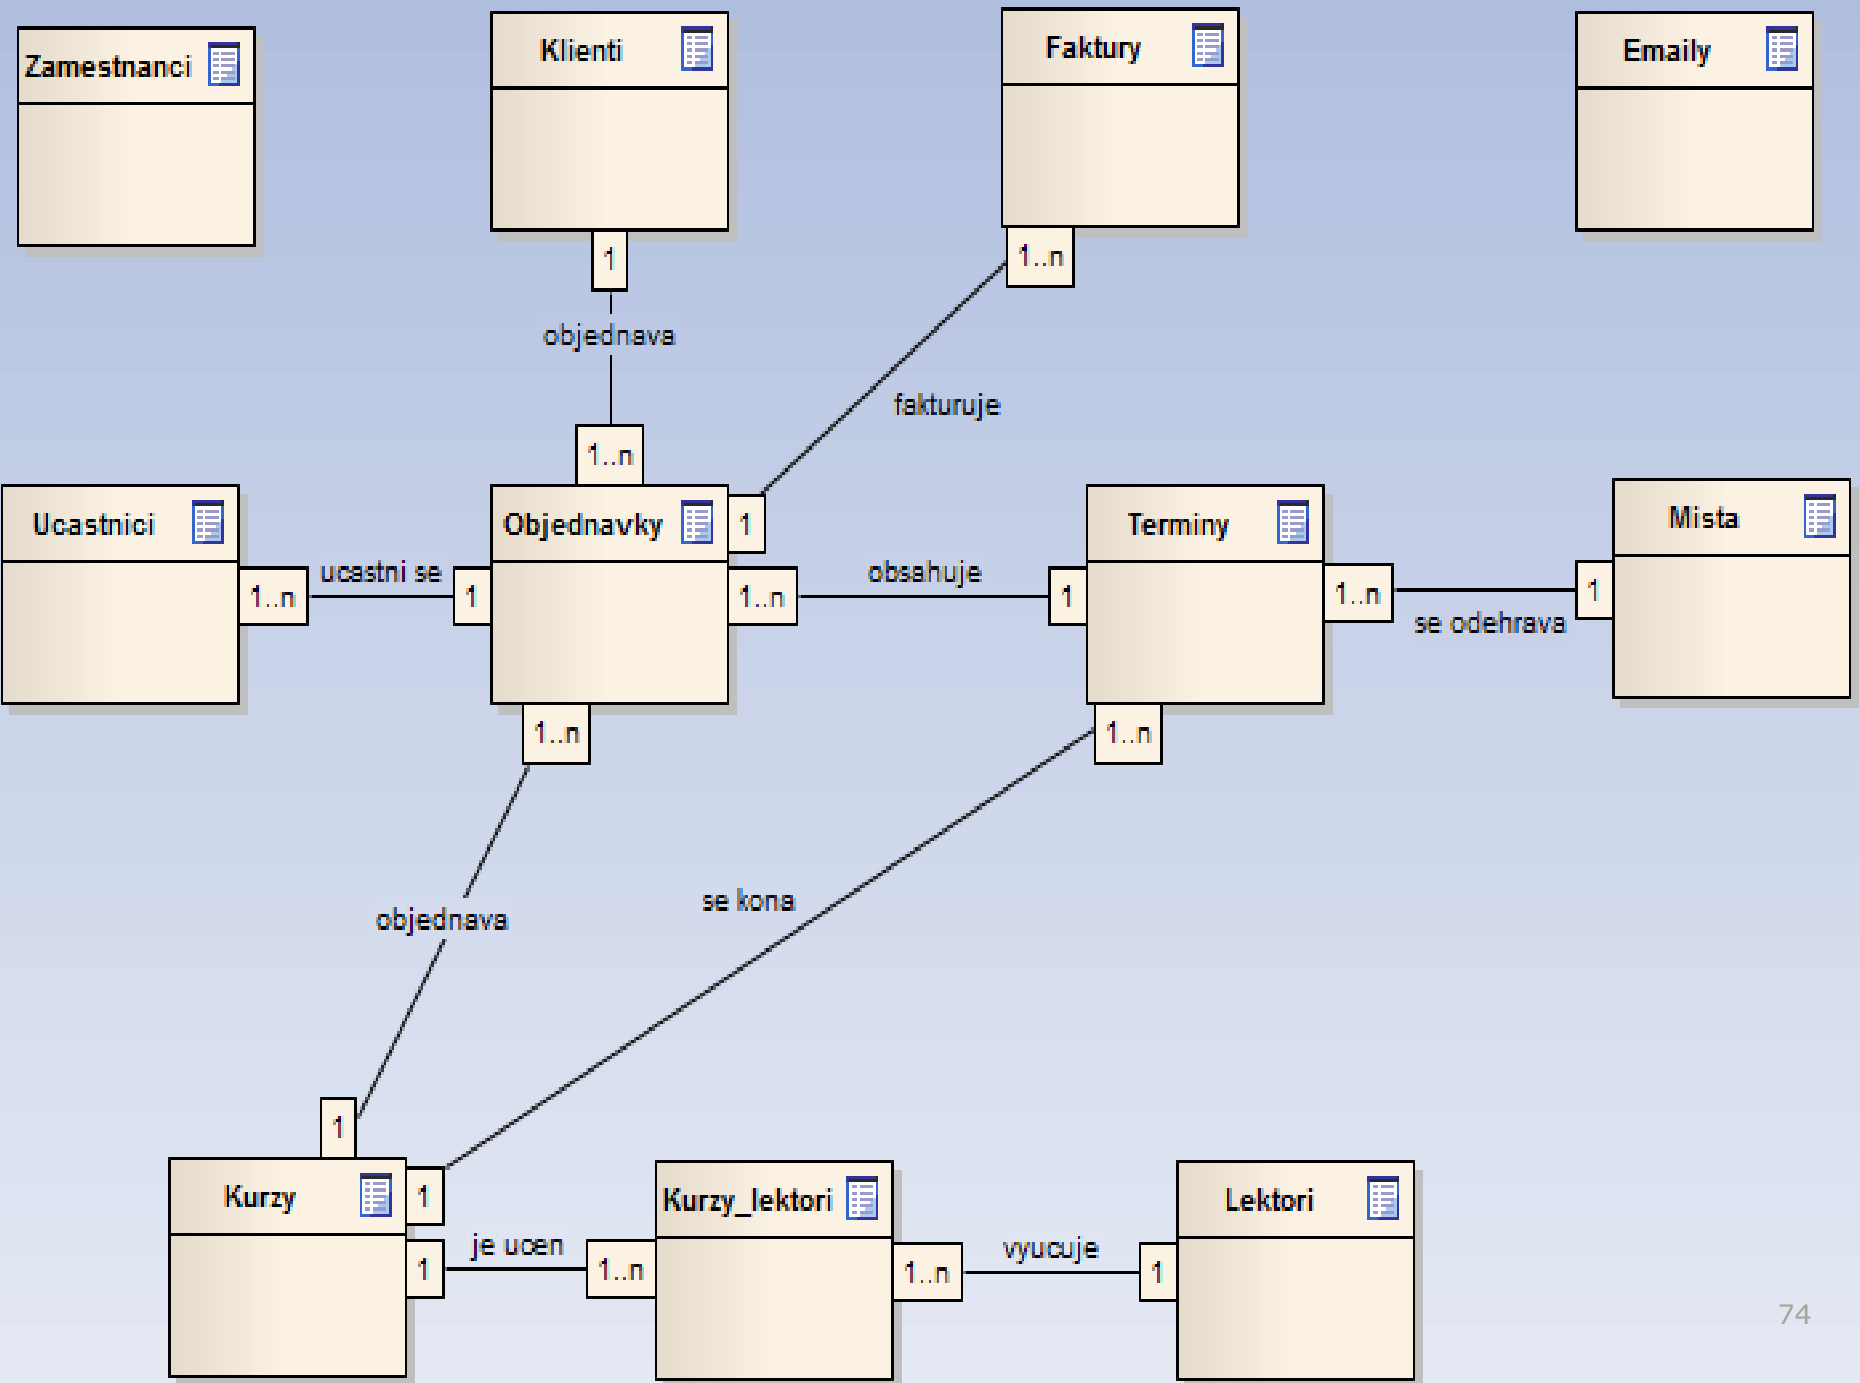 Zamestnanci
Klienti
Faktury
Emaily
1
1..n
objednava
fakturuje
1..n
Ucastnici
Objednavky
1
Terminy
Mista
ucastni se
obsahuje
1..n
1
1..n
1
1..n
1
se odehrava
1..n
1..n
se kona
objednava
1
Kurzy
1
Kurzy_lektori
Lektori
je ucen
vyucuje
1
1..n
1..n
1
74